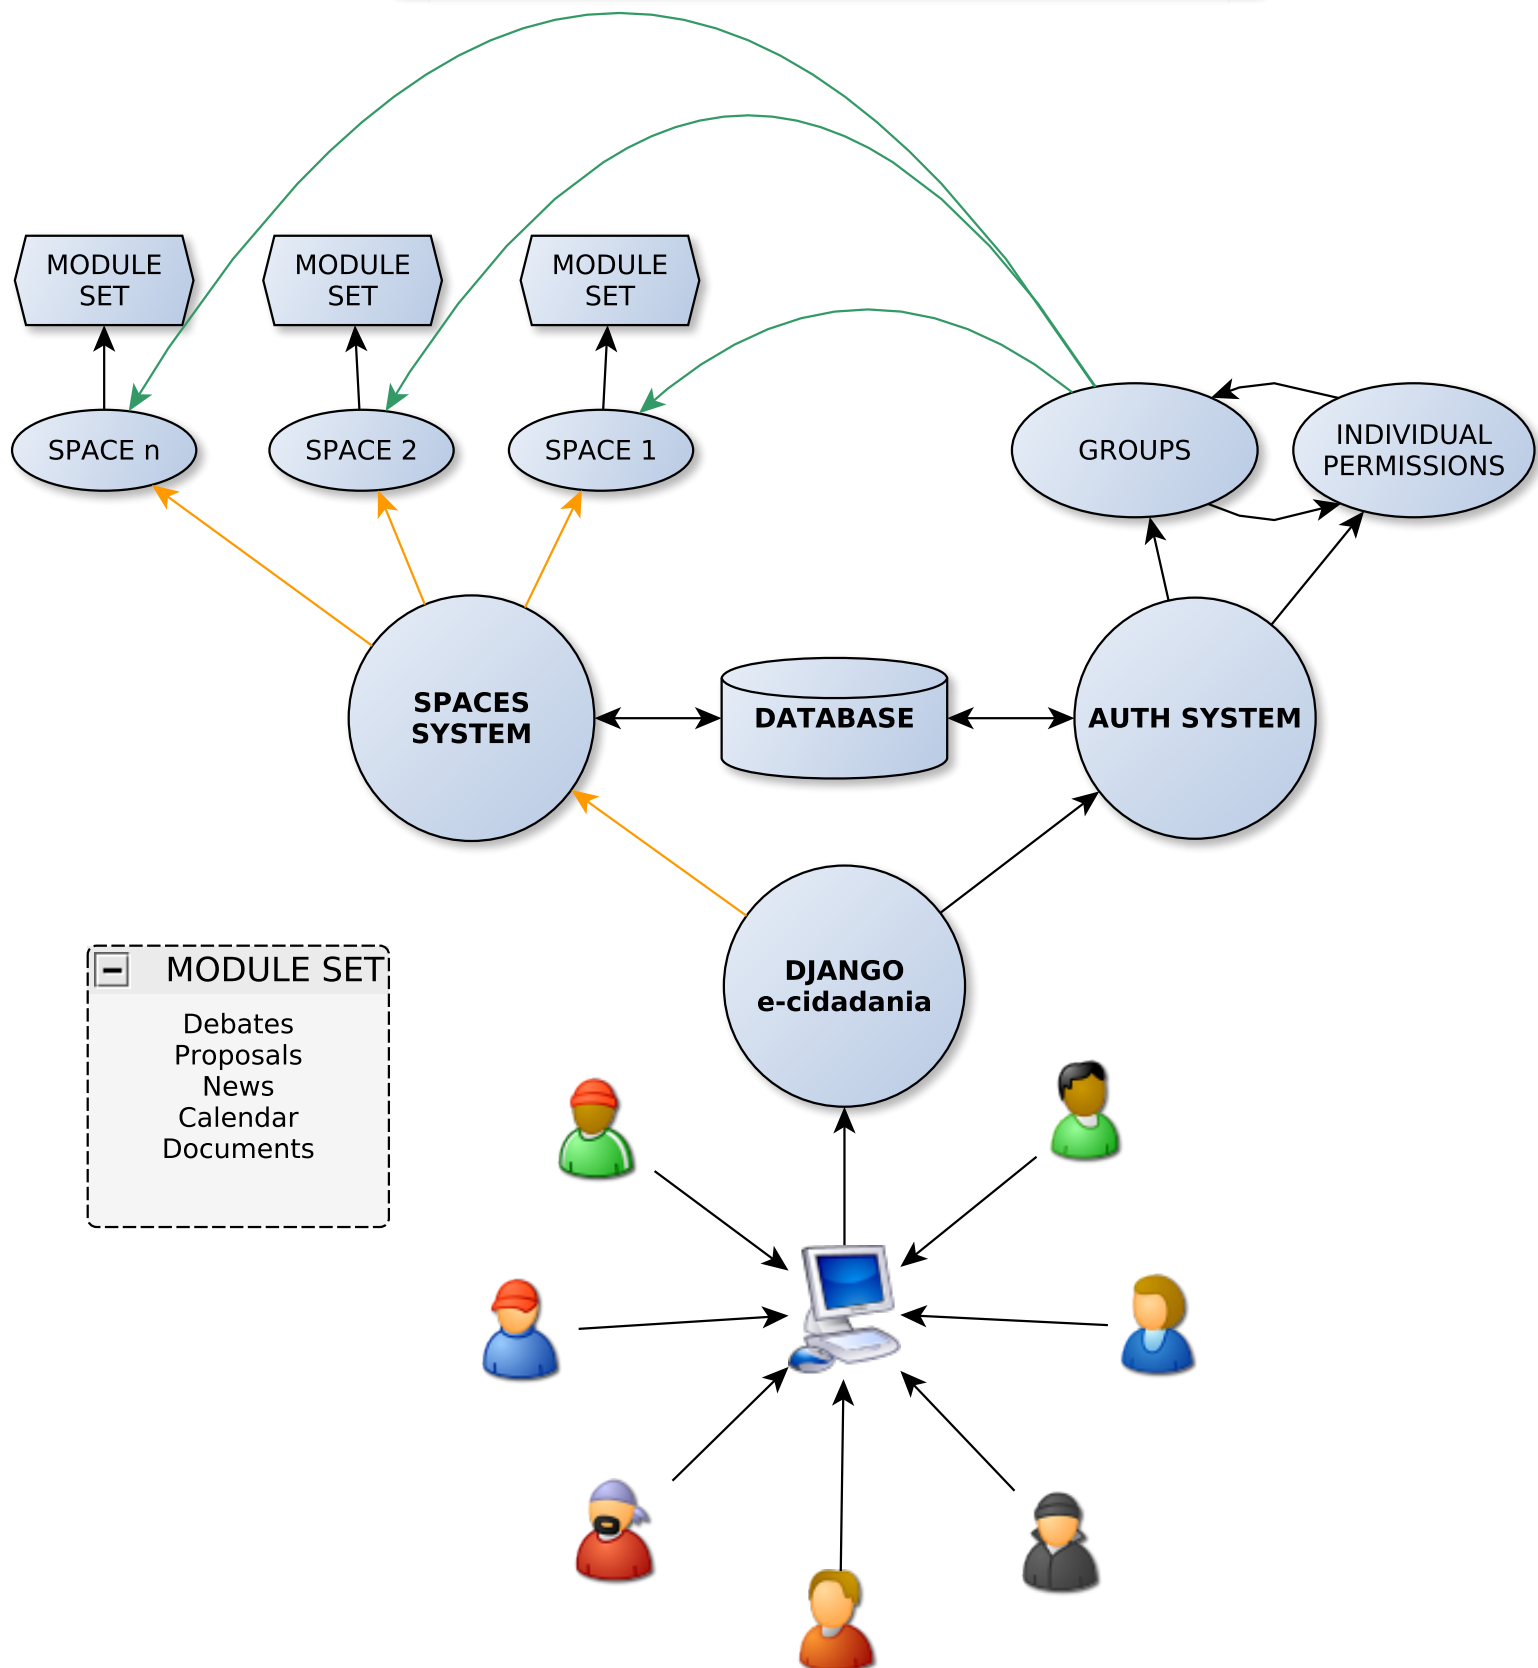 MODULE
SET
MODULE
SET
MODULE
SET
SPACE n
SPACE 2
SPACE 1
GROUPS
INDIVIDUAL
PERMISSIONS
SPACES
SYSTEM
DATABASE
AUTH SYSTEM
DJANGO
e-cidadania
MODULE SET
Debates
Proposals
News
Calendar
Documents